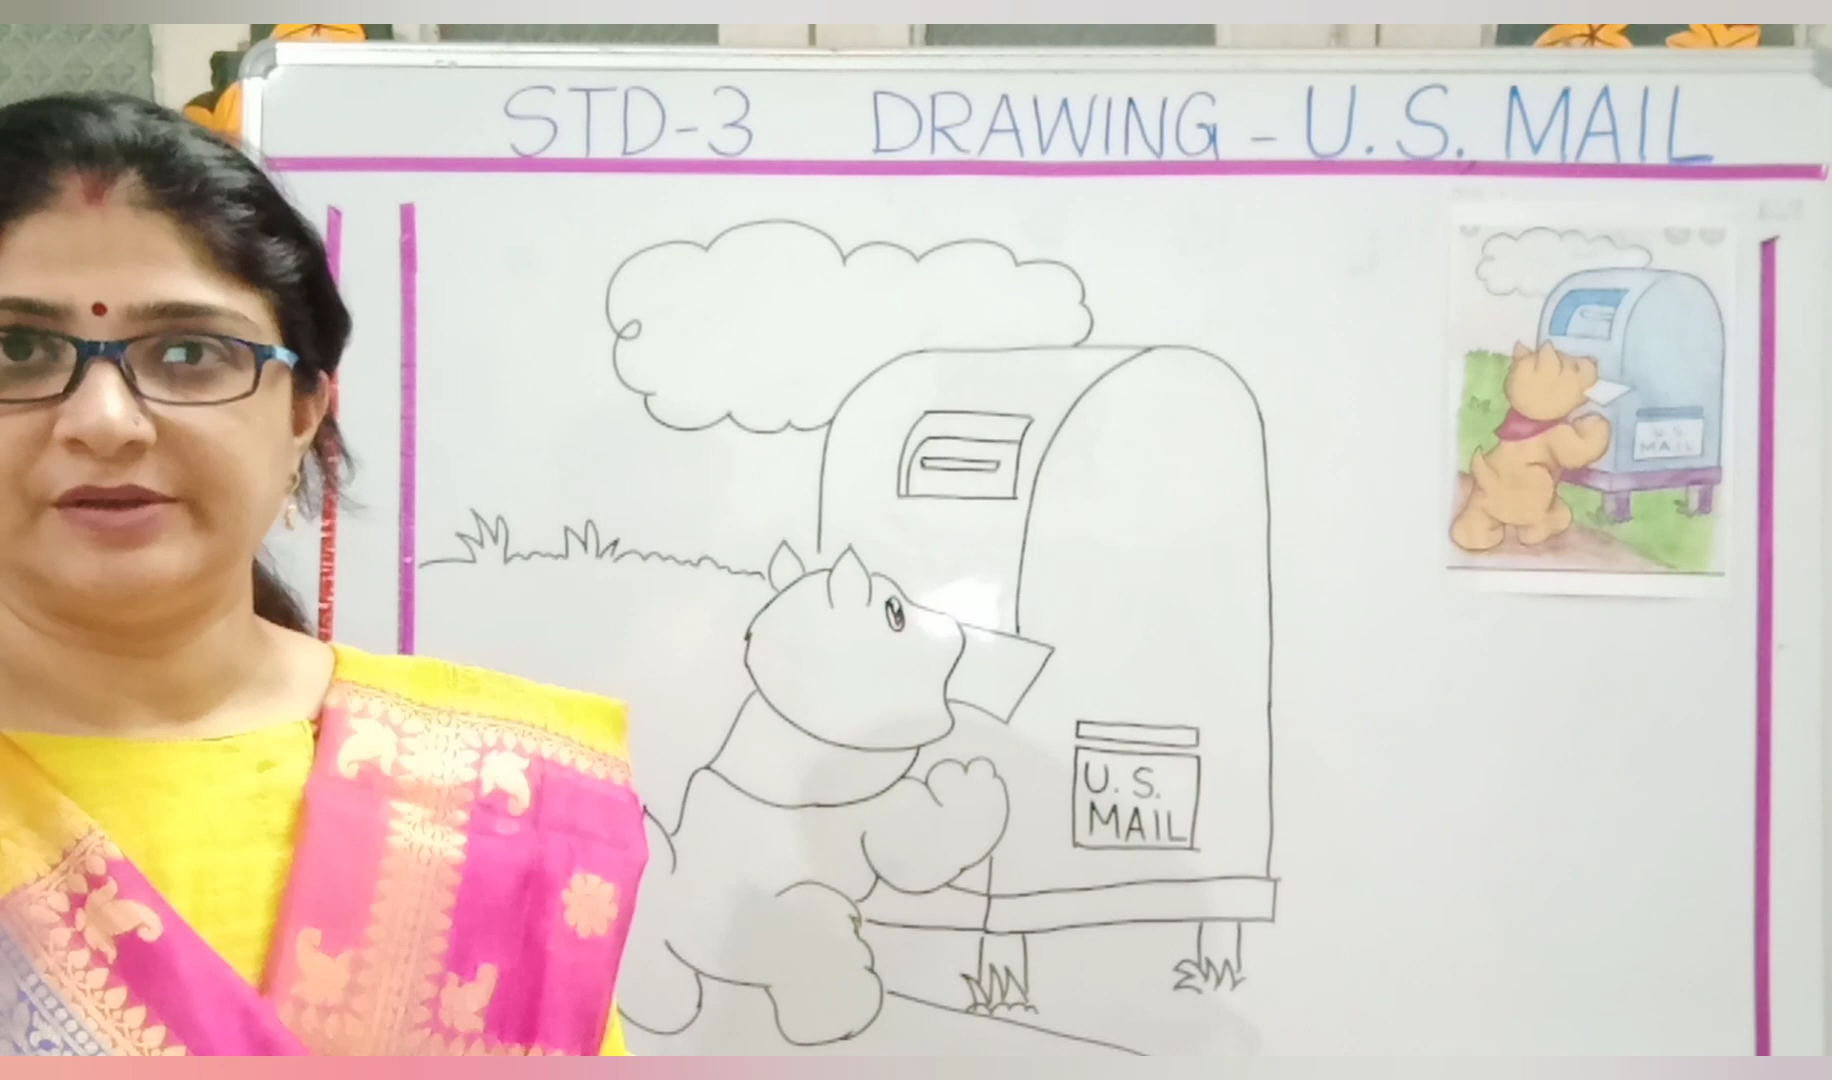 STD-3 DRAWING - U.S. MAIL
U.S.
MAIL
U.S
MAIL